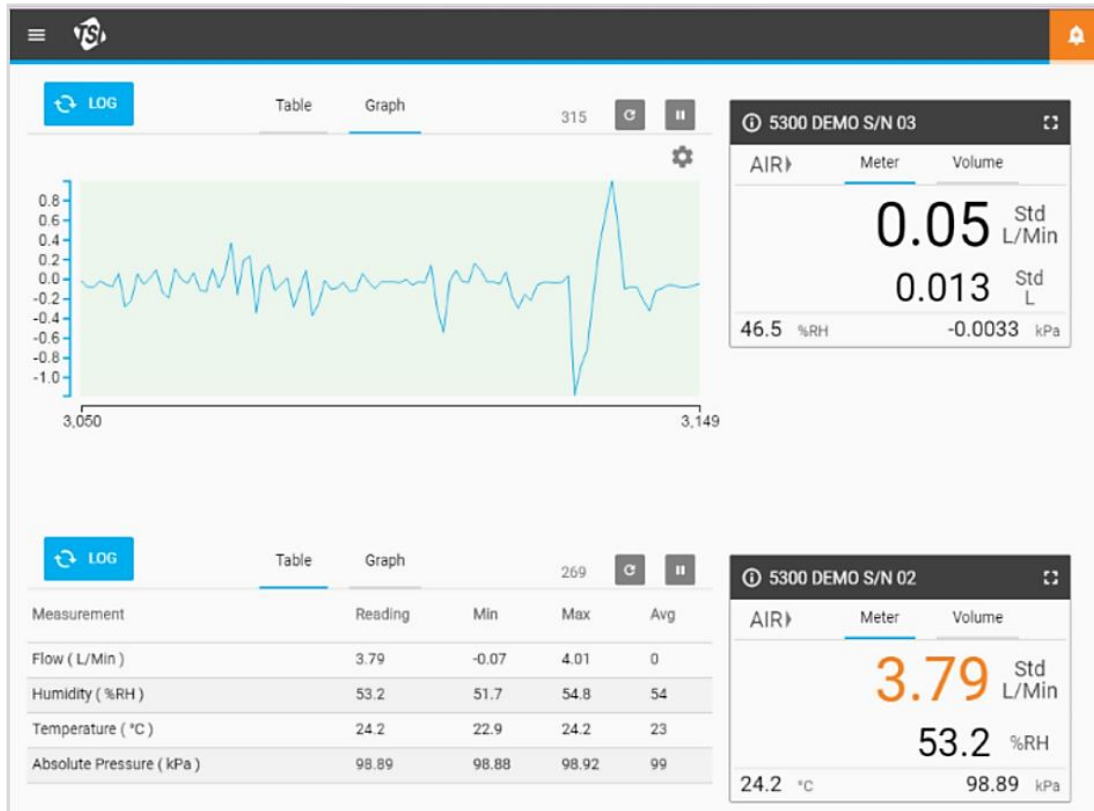 TSI
LOG Table Graph 315
0.8
0.6
0.4
0.2
0.0
-0.2
-0.4
-0.6
-0.8
-1.0
3,050 3,149
5300 DEMO S/N 03
AIR Meter Volume
0.05 Std L/Min
0.013 Std L
46.5 %RH -0.0033 kPa
LOG Table Graph 269
Measurement Reading Min Max Avg
Flow ( L/Min ) 3.79 -0.07 4.01 0
Humidity ( %RH ) 53.2 51.7 54.8 54
Temperature ( °C ) 24.2 22.9 24.2 23
Absolute Pressure ( kPa ) 98.89 98.88 98.92 99
5300 DEMO S/N 02
AIR Meter Volume
3.79 Std L/Min
53.2 %RH
24.2 °C 98.89 kPa